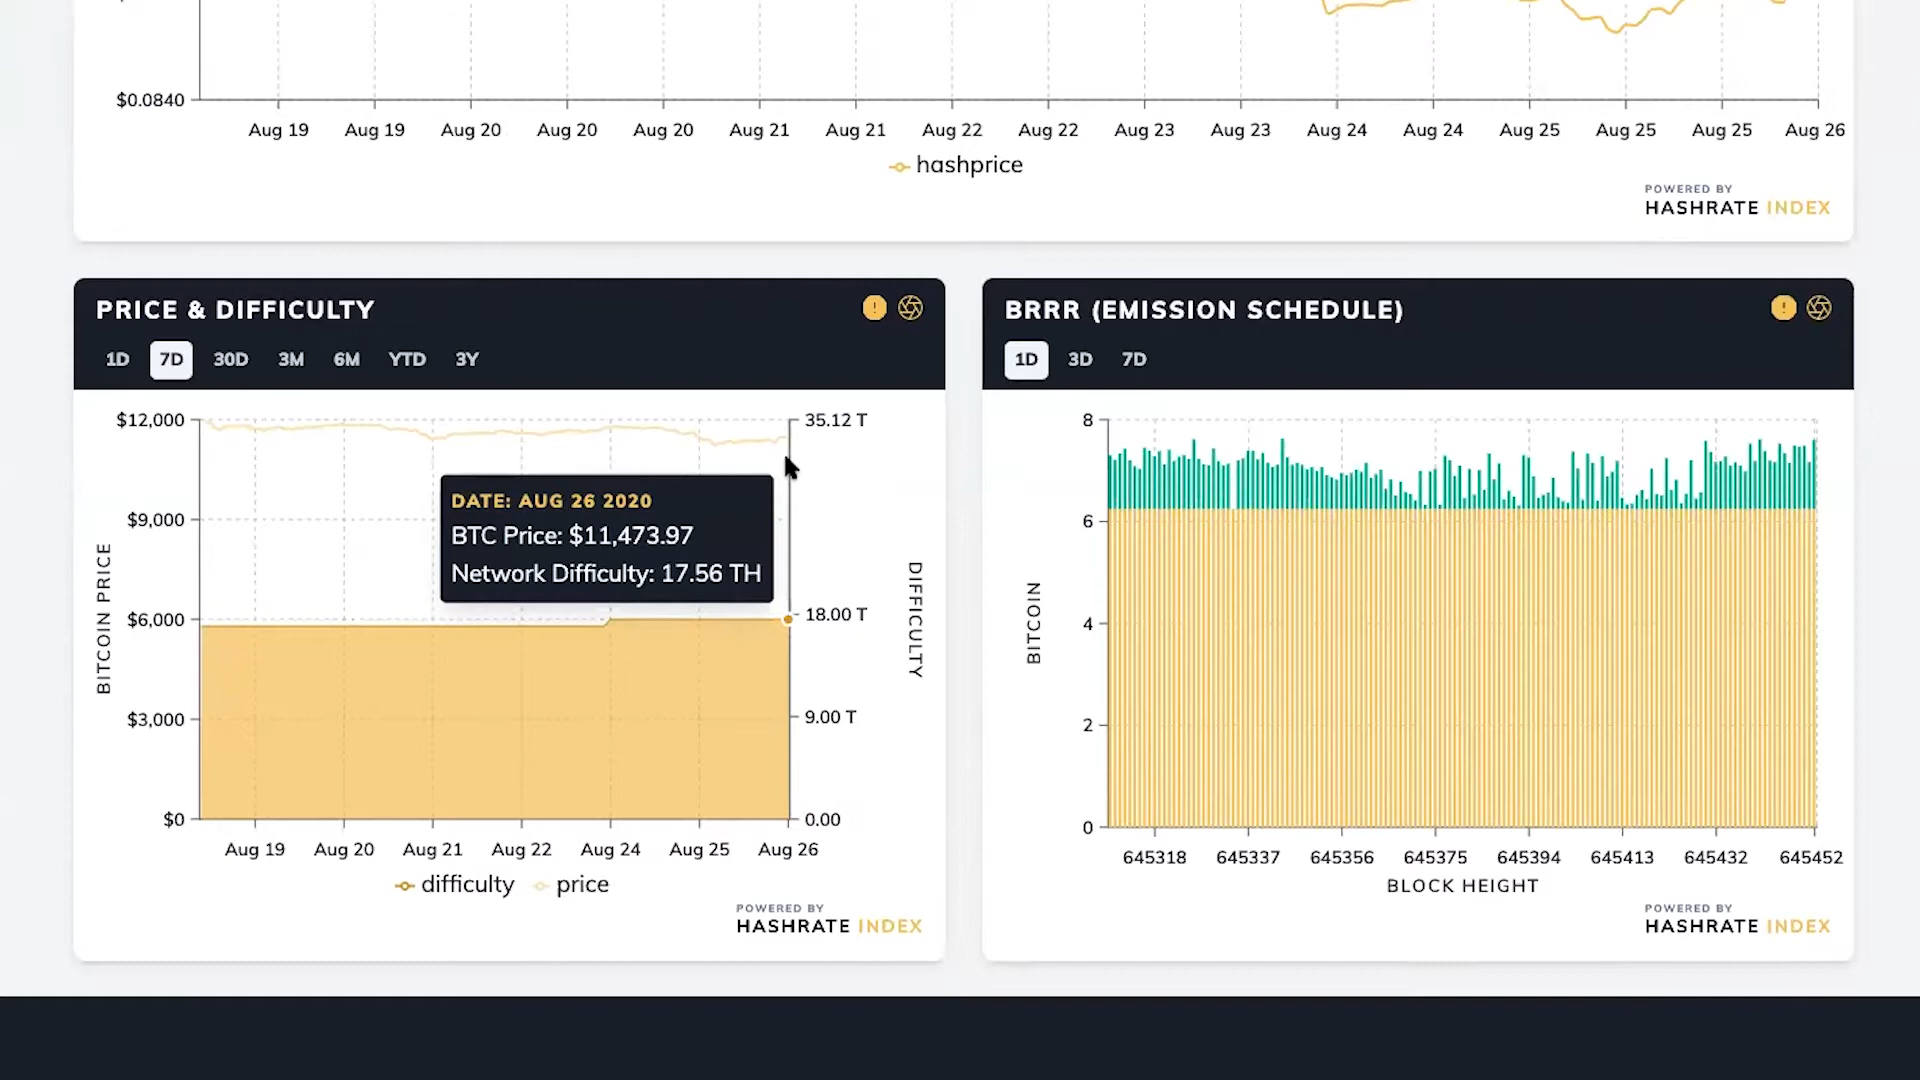 $0.0840
Aug 19 Aug 19 Aug 20 Aug 20 Aug 20 Aug 21 Aug 21 Aug 22 Aug 22 Aug 23 Aug 23 Aug 24 Aug 24 Aug 25 Aug 25 Aug 25 Aug 26
hashprice
POWERED BY
HASHRATE INDEX
PRICE & DIFFICULTY
1D 7D 30D 3M 6M YTD 3Y
$12,000
$9,000
$6,000
$3,000
$0
BITCOIN PRICE
DATE: AUG 26 2020
BTC Price: $11,473.97
Network Difficulty: 17.56 TH
35.12 T
18.00 T
9.00 T
0.00
DIFFICULTY
Aug 19 Aug 20 Aug 21 Aug 22 Aug 24 Aug 25 Aug 26
difficulty price
POWERED BY
HASHRATE INDEX
BRRR (EMISSION SCHEDULE)
1D 3D 7D
8
6
4
2
0
BITCOIN
645318 645337 645356 645375 645394 645413 645432 645452
BLOCK HEIGHT
POWERED BY
HASHRATE INDEX